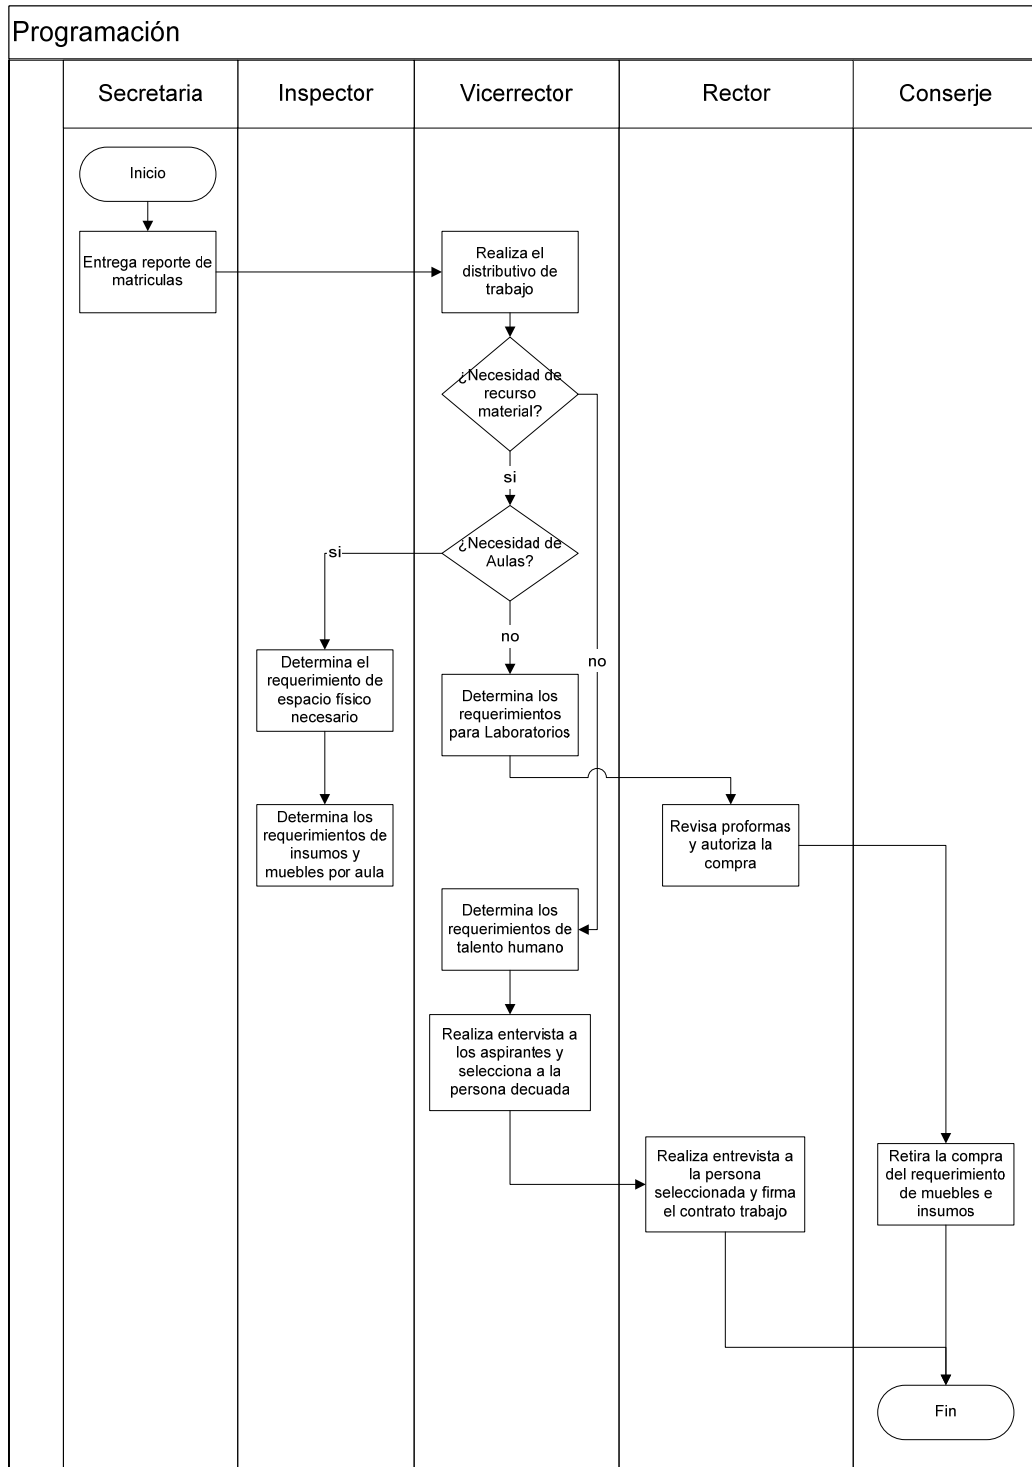 Programación
Secretaria
Inspector
Vicerrector
Rector
Conserje
Inicio
Entrega reporte de
matriculas
Realiza el
distributivo de
trabajo
¿Necesidad de
recurso
material?
si
¿Necesidad de
Aulas?
si
no
no
Determina el
requerimiento de
espacio físico
necesario
Determina los
requerimientos
para Laboratorios
Determina los
requerimientos de
insumos y
muebles por aula
Revisa proformas
y autoriza la
compra
Determina los
requerimientos de
talento humano
Realiza entervista a
los aspirantes y
selecciona a la
persona decuada
Realiza entrevista a
la persona
seleccionada y firma
el contrato trabajo
Retira la compra
del requerimiento
de muebles e
insumos
Fin